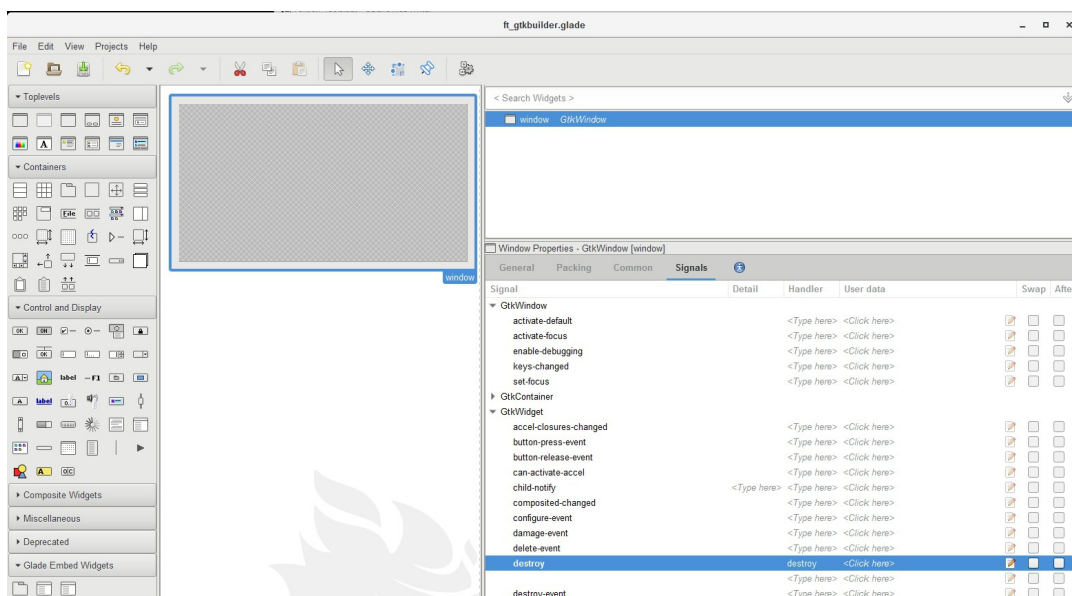 ft_gtkbuilder.glade
File Edit View Projects Help
Toplevels
Containers
File
Control and Display
OK ON
OK
label
label
Composite Widgets
Miscellaneous
Deprecated
Glade Embed Widgets
window
< Search Widgets >
window GtkWindow
Window Properties - GtkWindow [window]
General Packing Common Signals
Signal Detail Handler User data Swap After
GtkWindow
activate-default <Type here> <Click here>
activate-focus <Type here> <Click here>
enable-debugging <Type here> <Click here>
keys-changed <Type here> <Click here>
set-focus <Type here> <Click here>
GtkContainer
GtkWidget
accel-closures-changed <Type here> <Click here>
button-press-event <Type here> <Click here>
button-release-event <Type here> <Click here>
can-activate-accel <Type here> <Click here>
child-notify <Type here> <Type here> <Click here>
composited-changed <Type here> <Click here>
configure-event <Type here> <Click here>
damage-event <Type here> <Click here>
delete-event <Type here> <Click here>
destroy destroy <Click here>
<Type here> <Click here>
destroy-event <Type here> <Click here>